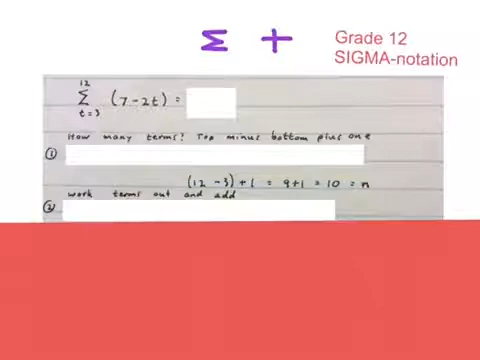 Σ +
Grade 12
SIGMA-notation
12
Σ (7-2t) =
t=3
How many terms? Top minus bottom plus one
①
(12-3)+1 = 9+1 = 10 = n
work terms out and add
②